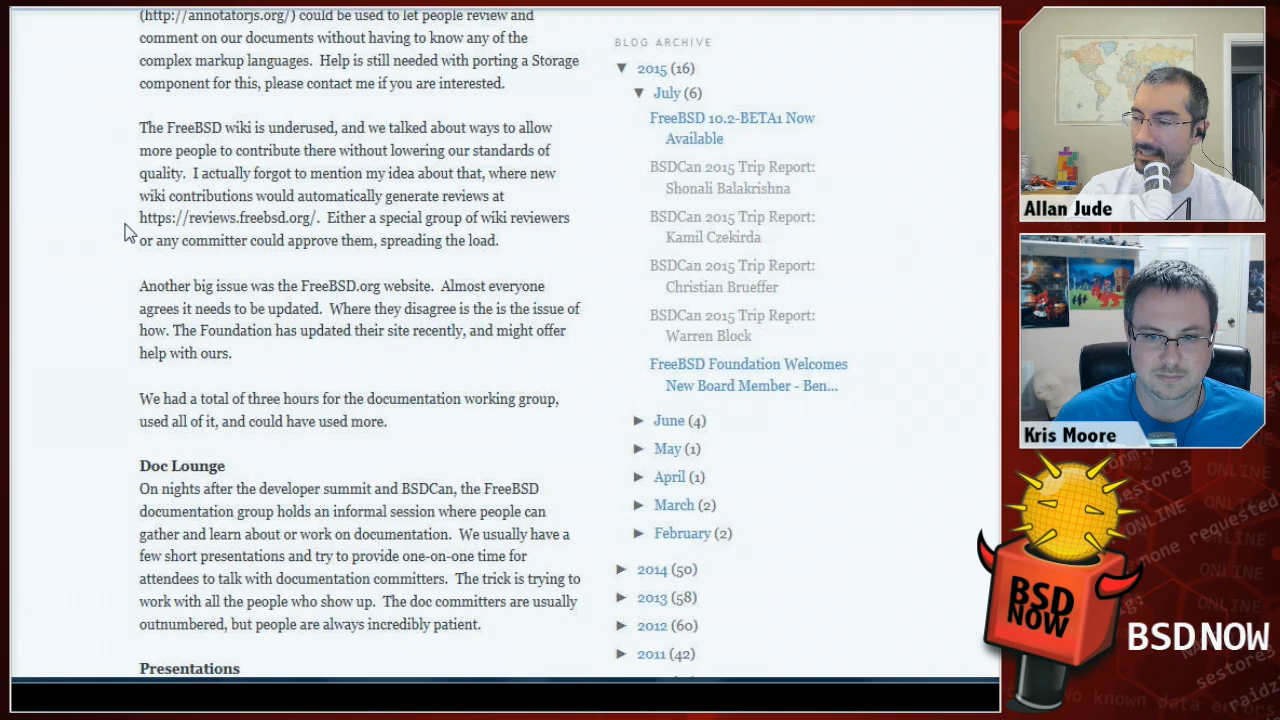 (http://annotatorjs.org/) could be used to let people review and
comment on our documents without having to know any of the
complex markup languages.  Help is still needed with porting a Storage
component for this, please contact me if you are interested.
The FreeBSD wiki is underused, and we talked about ways to allow
more people to contribute there without lowering our standards of
quality.  I actually forgot to mention my idea about that, where new
wiki contributions would automatically generate reviews at
https://reviews.freebsd.org/.  Either a special group of wiki reviewers
or any committer could approve them, spreading the load.
Another big issue was the FreeBSD.org website.  Almost everyone
agrees it needs to be updated.  Where they disagree is the is the issue of
how. The Foundation has updated their site recently, and might offer
help with ours.
We had a total of three hours for the documentation working group,
used all of it, and could have used more.
Doc Lounge
On nights after the developer summit and BSDCan, the FreeBSD
documentation group holds an informal session where people can
gather and learn about or work on documentation.  We usually have a
few short presentations and try to provide one-on-one time for
attendees to talk with documentation committers.  The trick is trying to
work with all the people who show up.  The doc committers are usually
outnumbered, but people are always incredibly patient.
Presentations
BLOG ARCHIVE
▼ 2015 (16)
▼ July (6)
FreeBSD 10.2-BETA1 Now
Available
BSDCan 2015 Trip Report:
Shonali Balakrishna
BSDCan 2015 Trip Report:
Kamil Czekirda
BSDCan 2015 Trip Report:
Christian Brueffer
BSDCan 2015 Trip Report:
Warren Block
FreeBSD Foundation Welcomes
New Board Member - Ben...
► June (4)
► May (1)
► April (1)
► March (2)
► February (2)
► 2014 (50)
► 2013 (58)
► 2012 (60)
► 2011 (42)
Allan Jude
Kris Moore
BSD
NOW
BSDNOW
ONLINE
ONLINE
none requested
ONLINE
ONLINE
No known data errors